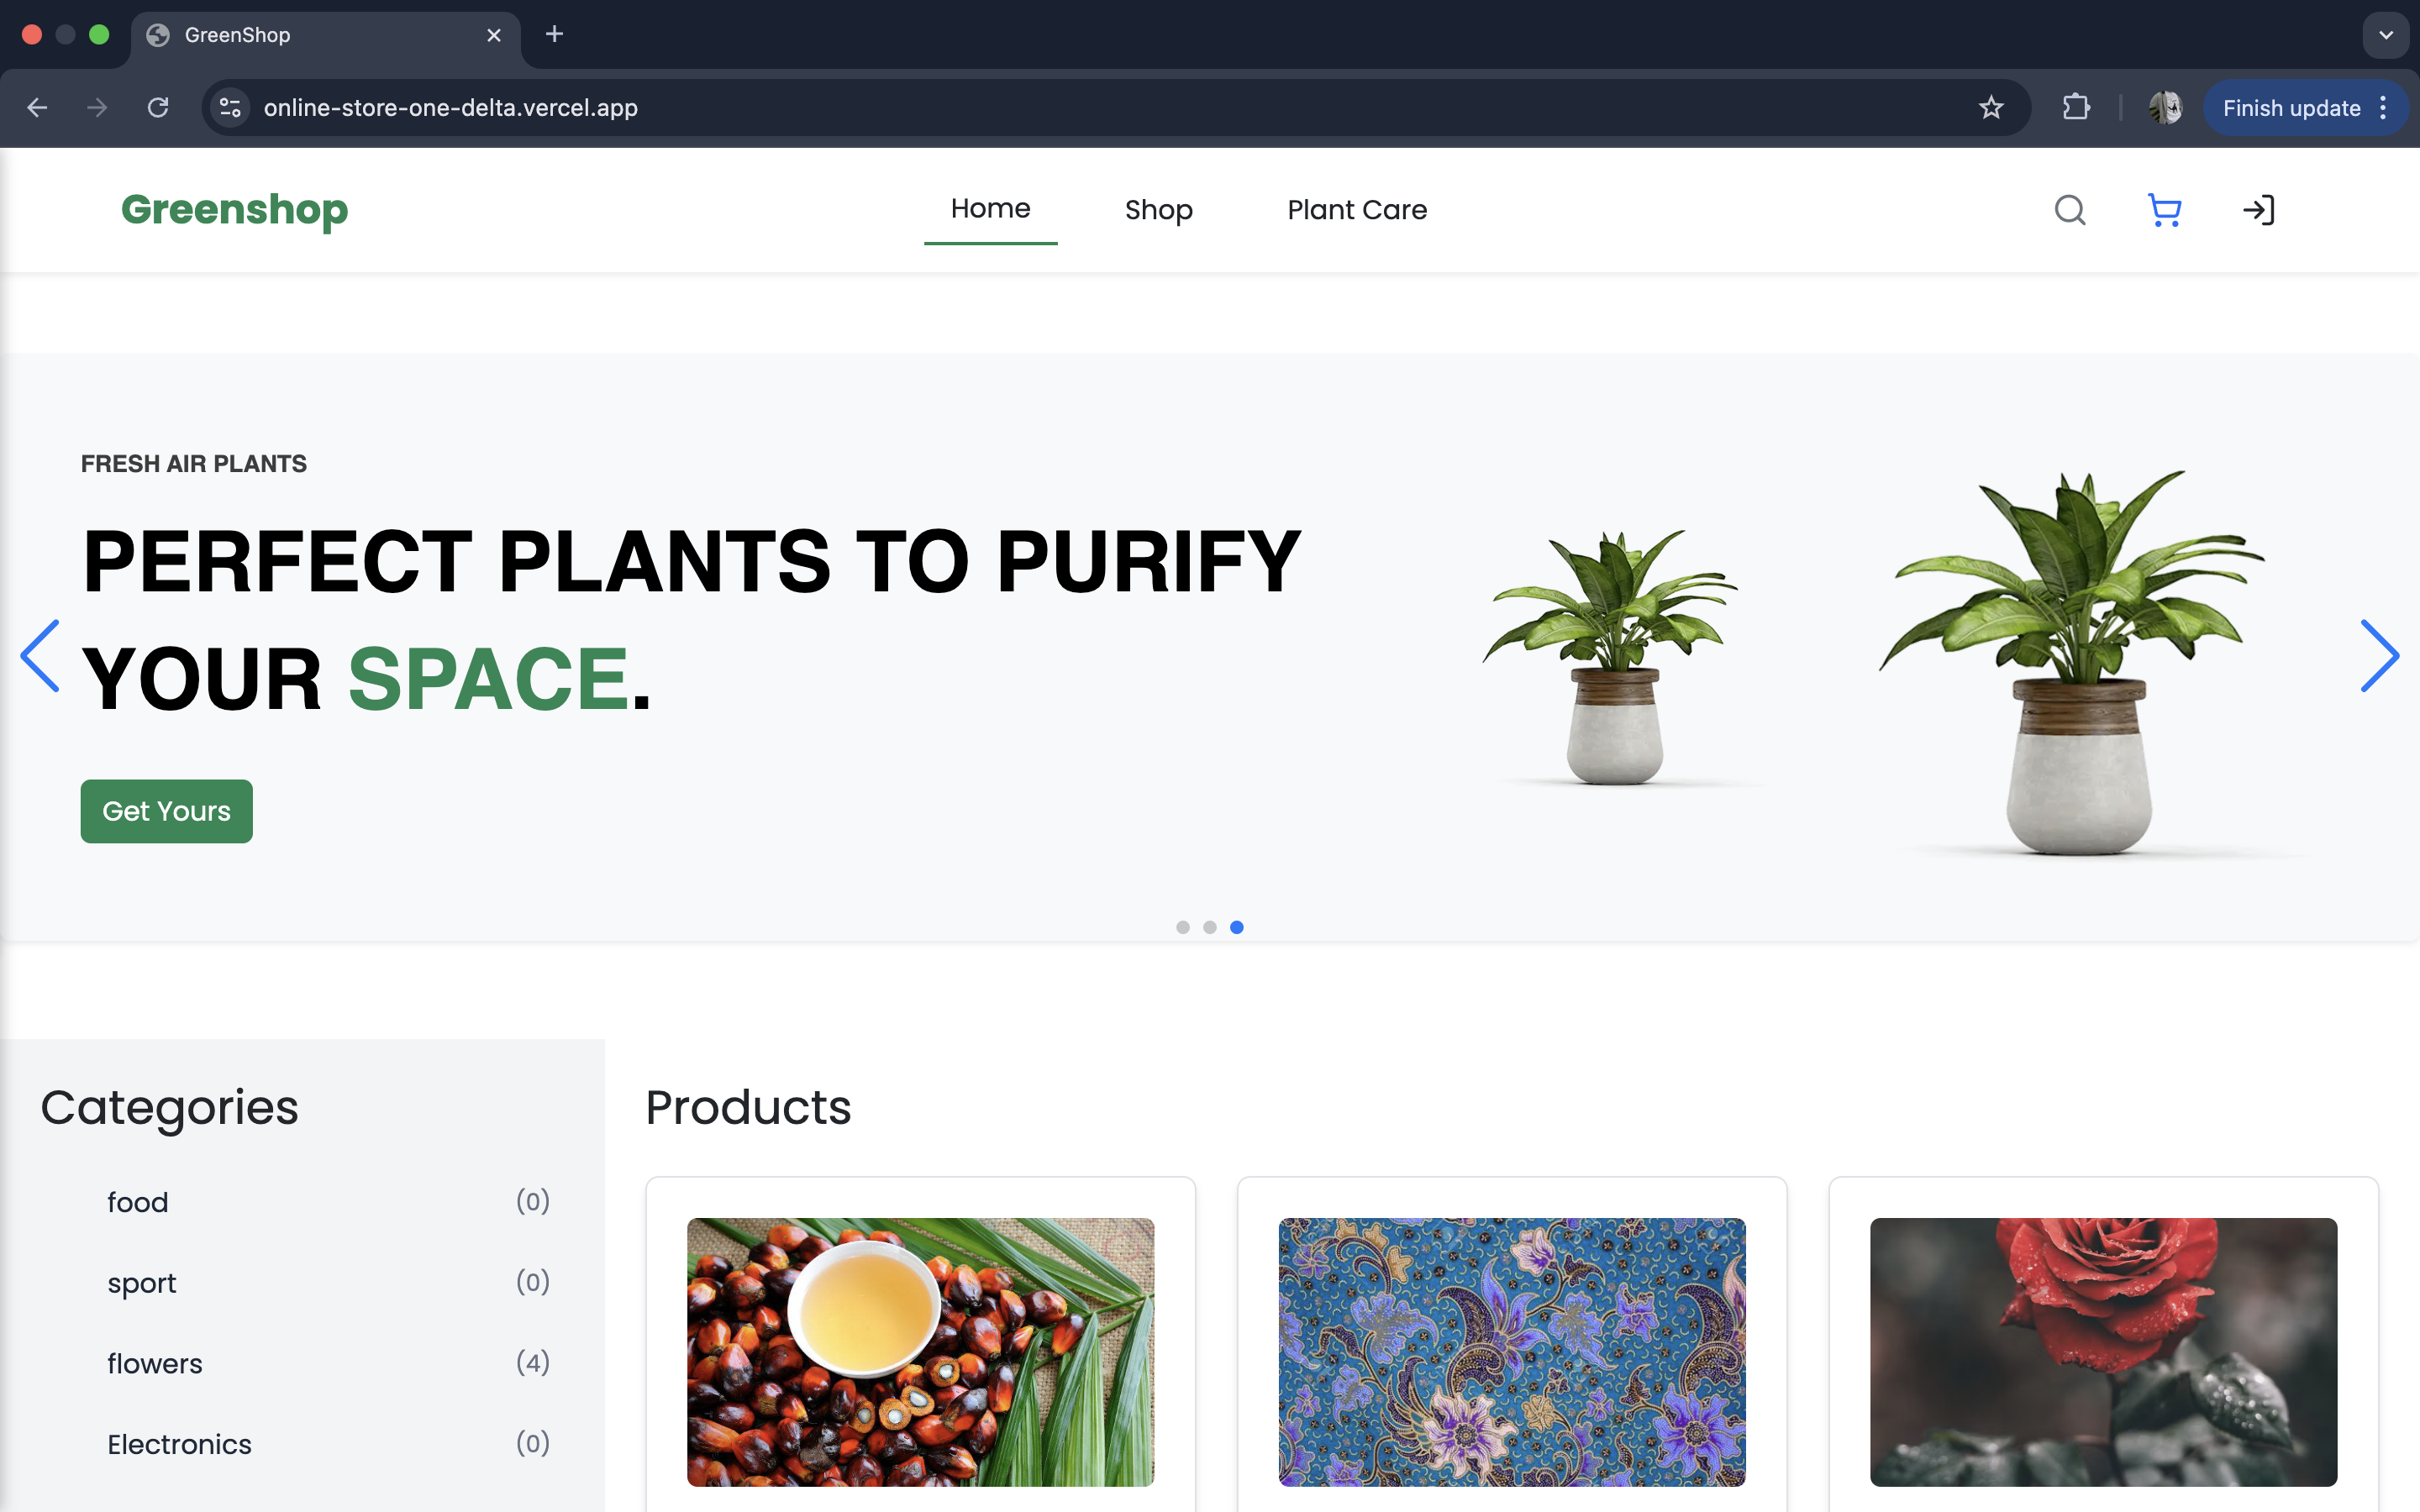 GreenShop
online-store-one-delta.vercel.app
Finish update
Greenshop
Home
Shop
Plant Care
FRESH AIR PLANTS
PERFECT PLANTS TO PURIFY
YOUR SPACE.
Get Yours
Categories
food (0)
sport (0)
flowers (4)
Electronics (0)
Products